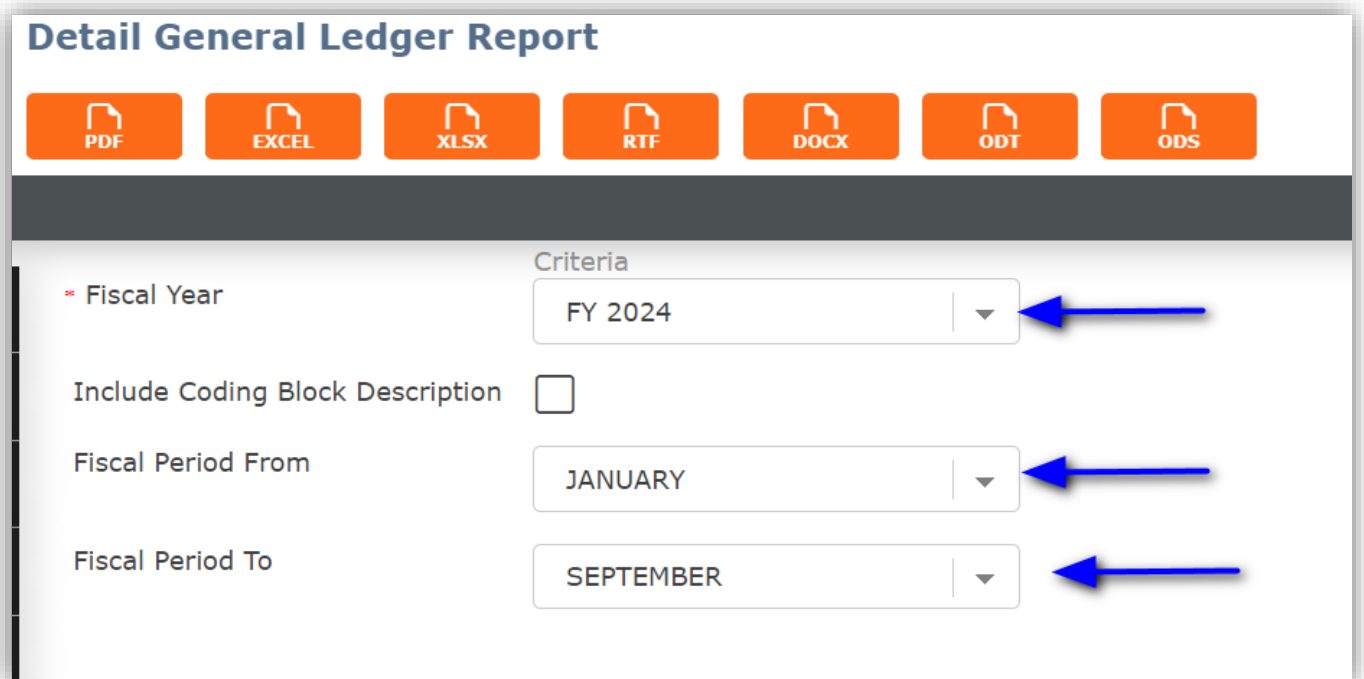 Detail General Ledger Report
PDF EXCEL XLSX RTF DOCX ODT ODS
Criteria
* Fiscal Year FY 2024
Include Coding Block Description
Fiscal Period From JANUARY
Fiscal Period To SEPTEMBER